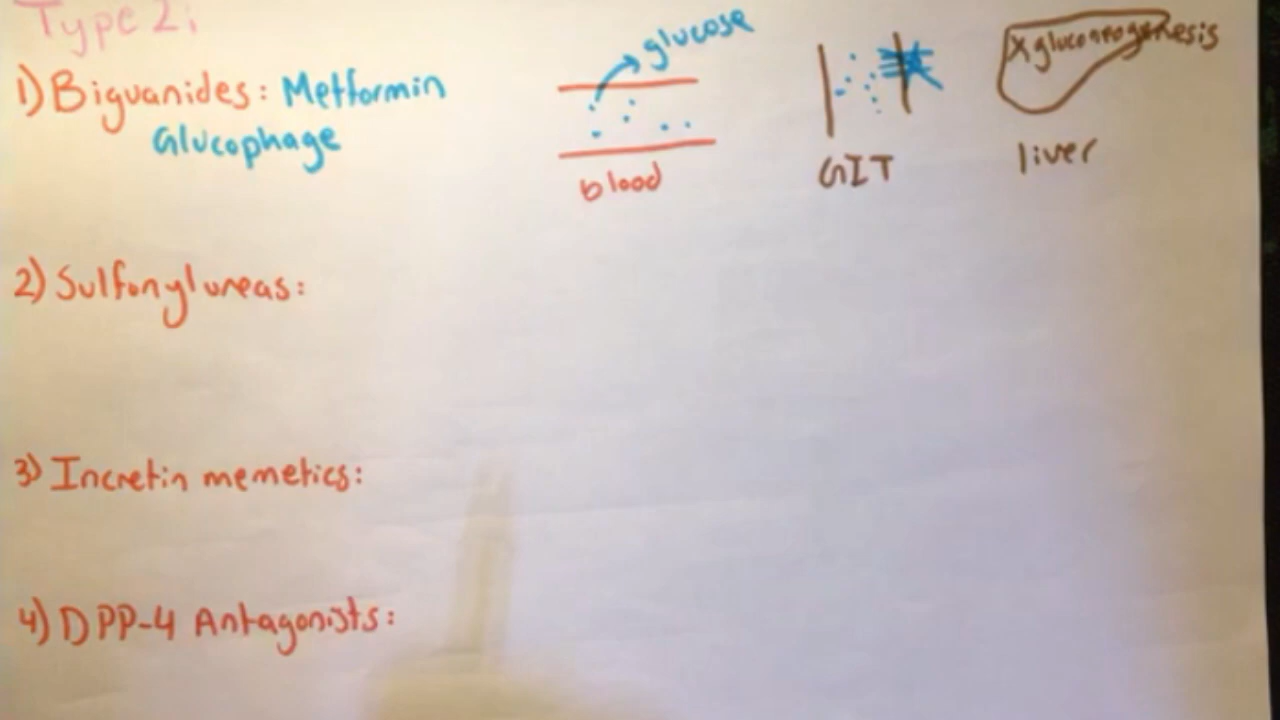 Type 2:
1) Biguanides: Metformin
Glucophage
glucose
blood
GIT
X gluconeogenesis
liver
2) Sulfonylureas:
3) Incretin memetics:
4) DPP-4 Antagonists: